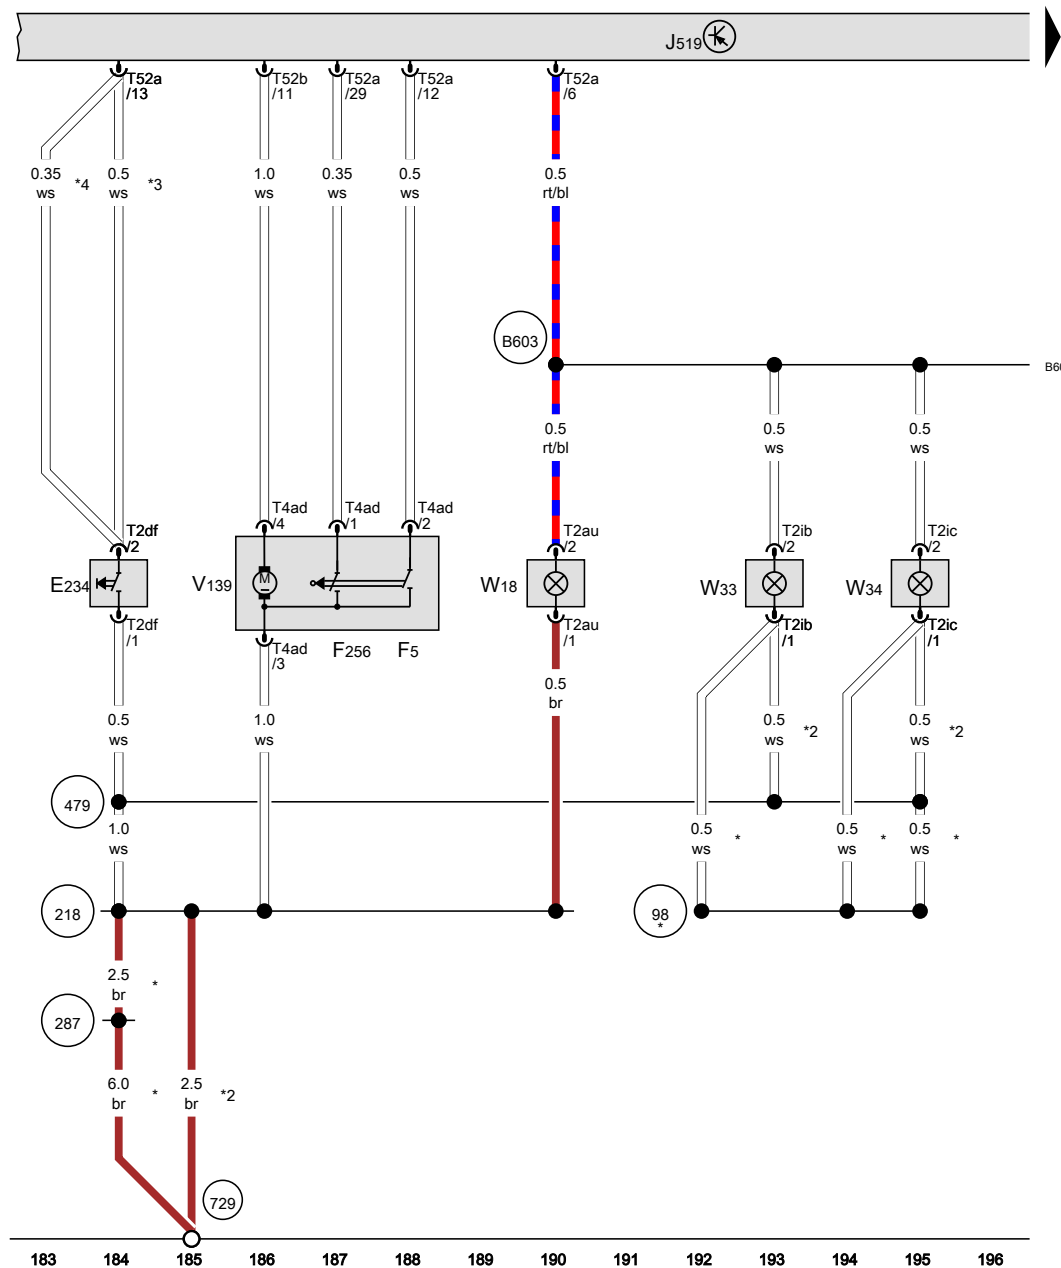 J519
T52a
/13
T52b
/11
T52a
/29
T52a
/12
T52a
/6
0.35
ws
*4
0.5
ws
*3
1.0
ws
0.35
ws
0.5
ws
0.5
rt/bl
B603
0.5
rt/bl
0.5
ws
0.5
ws
T2df
/2
T4ad
/4
T4ad
/1
T4ad
/2
T2au
/2
T2ib
/2
T2ic
/2
E234
V139
M
W18
W33
W34
T2df
/1
T4ad
/3
F256
F5
T2au
/1
T2ib
/1
T2ic
/1
0.5
ws
1.0
ws
0.5
br
0.5
ws
*2
0.5
ws
*2
479
1.0
ws
0.5
ws
*
0.5
ws
*
0.5
ws
*
218
98
*
2.5
br
*
287
6.0
br
*
2.5
br
*2
729
183 184 185 186 187 188 189 190 191 192 193 194 195 196